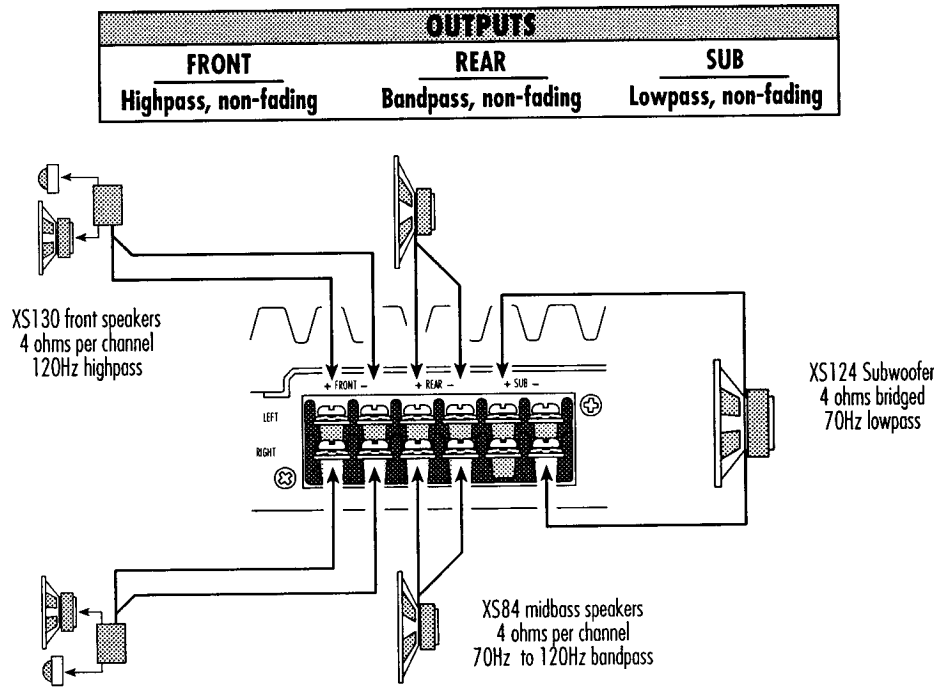 OUTPUTS
FRONT
Highpass, non-fading
REAR
Bandpass, non-fading
SUB
Lowpass, non-fading
XS130 front speakers
4 ohms per channel
120Hz highpass
+ FRONT -
+ REAR -
+ SUB -
LEFT
RIGHT
XS124 Subwoofer
4 ohms bridged
70Hz lowpass
XS84 midbass speakers
4 ohms per channel
70Hz to 120Hz bandpass